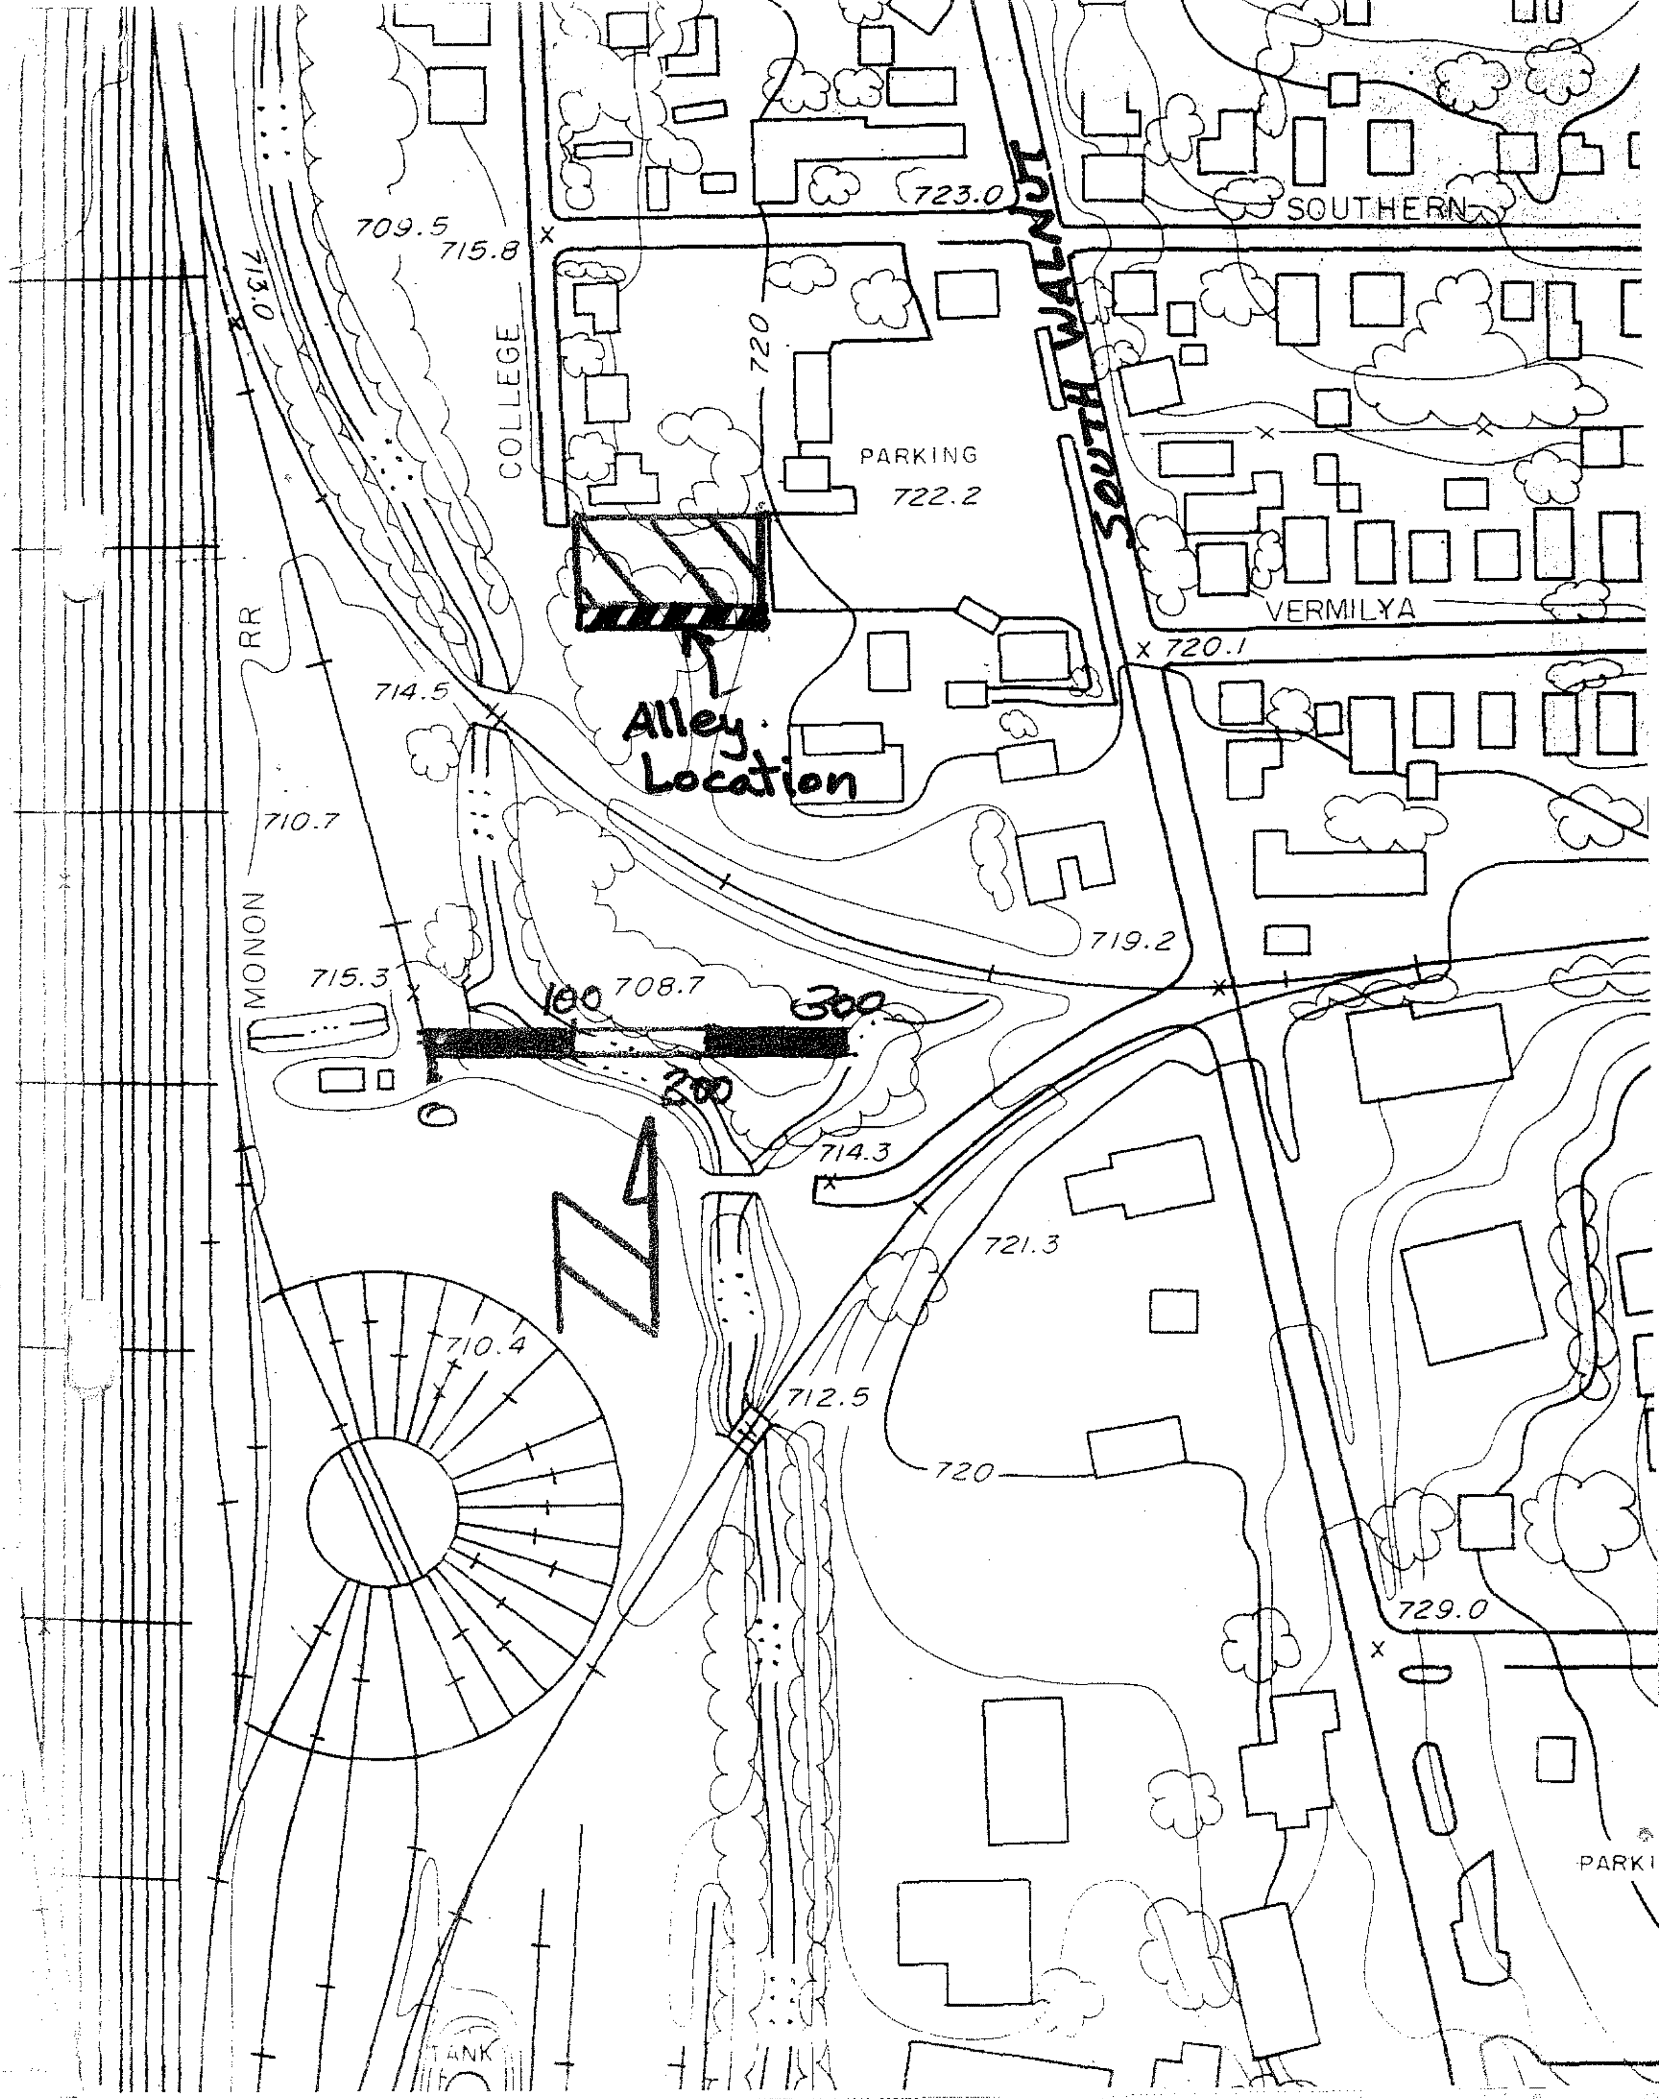 723.0
SOUTHERN
709.5
715.8
713.0
COLLEGE
720
SOUTH WALNUT
PARKING
722.2
VERMILYA
720.1
RR
714.5
Alley
Location
710.7
MONON
719.2
715.3
100
708.7
300
200
0
714.3
N
721.3
710.4
712.5
720
729.0
PARKI
TANK